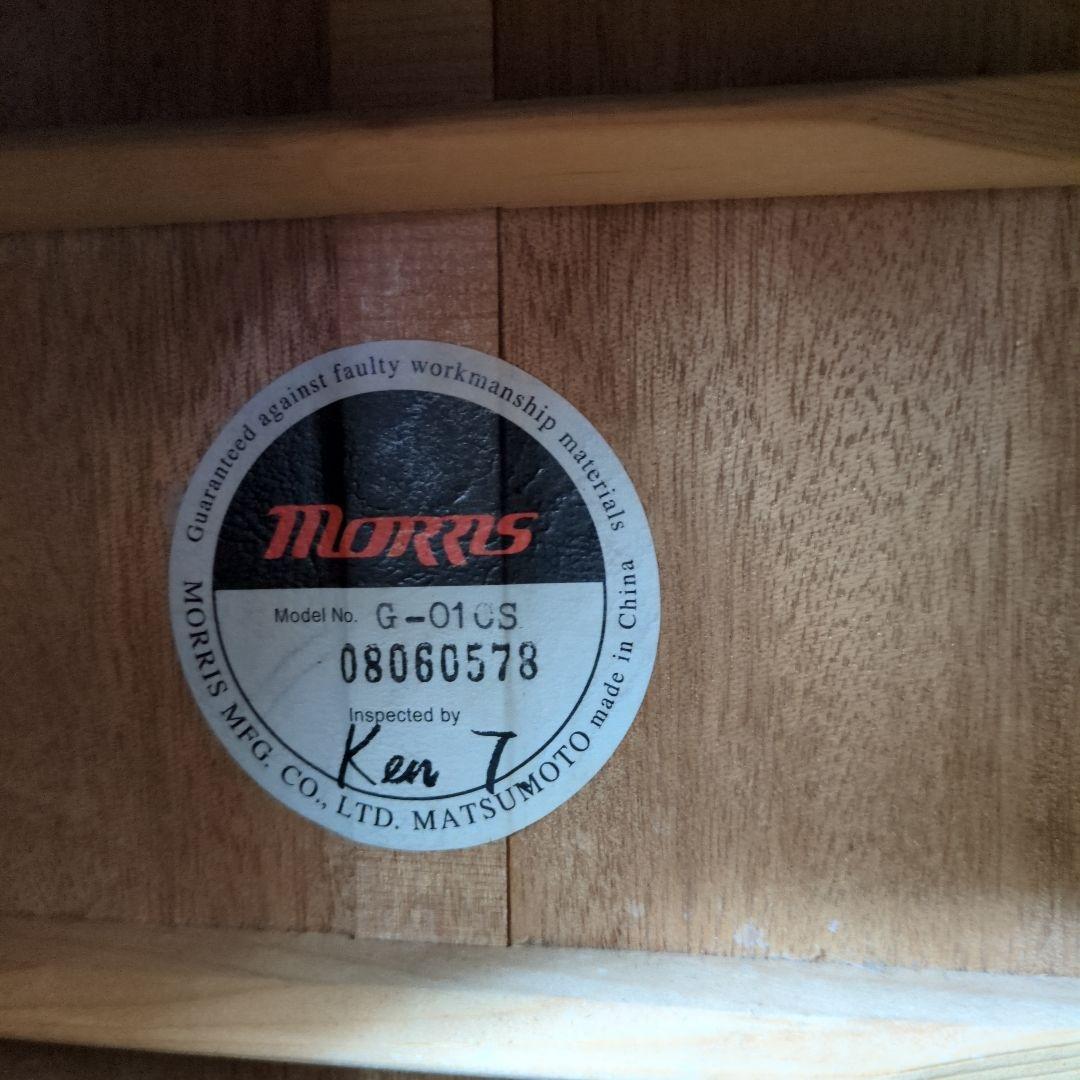 Guaranteed against faulty workmanship materials
MORRIS
Model No. G-01CS
08060578
Inspected by
Ken T.
MORRIS MFG. CO., LTD. MATSUMOTO made in China